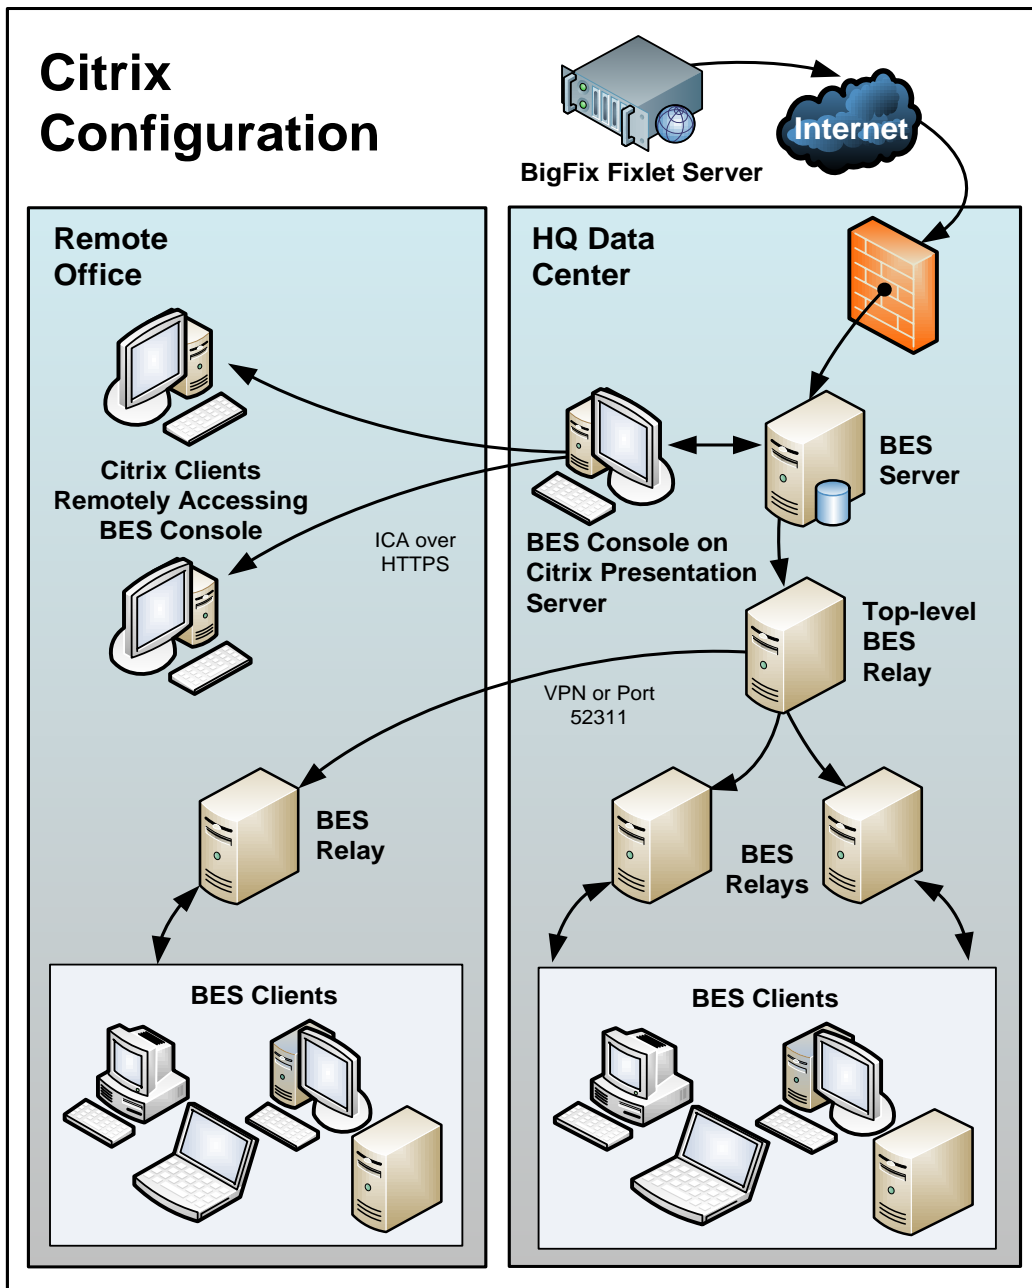 Citrix
Configuration
BigFix Fixlet Server
Internet
Remote
Office
HQ Data
Center
Citrix Clients
Remotely Accessing
BES Console
ICA over
HTTPS
BES Console on
Citrix Presentation
Server
BES
Server
Top-level
BES
Relay
VPN or Port
52311
BES
Relay
BES
Relays
BES Clients
BES Clients